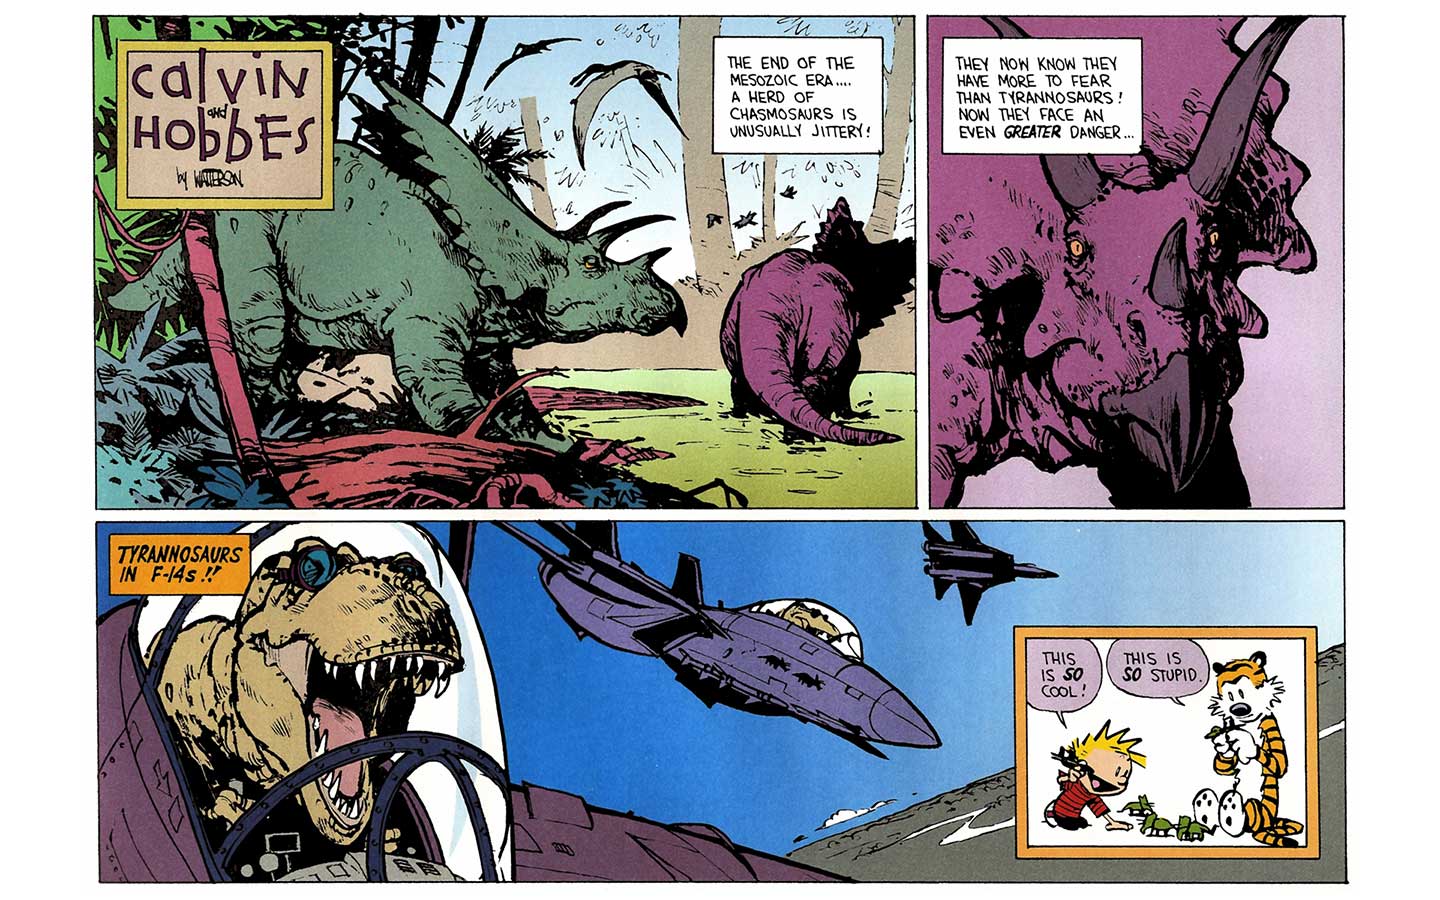 Calvin
and
HObbES
by WATTERSON
THE END OF THE
MESOZOIC ERA....
A HERD OF
CHASMOSAURS IS
UNUSUALLY JITTERY!
THEY NOW KNOW THEY
HAVE MORE TO FEAR
THAN TYRANNOSAURS!
NOW THEY FACE AN
EVEN GREATER DANGER...
TYRANNOSAURS
IN F-14s!!
THIS
IS SO
COOL!
THIS IS
SO STUPID.